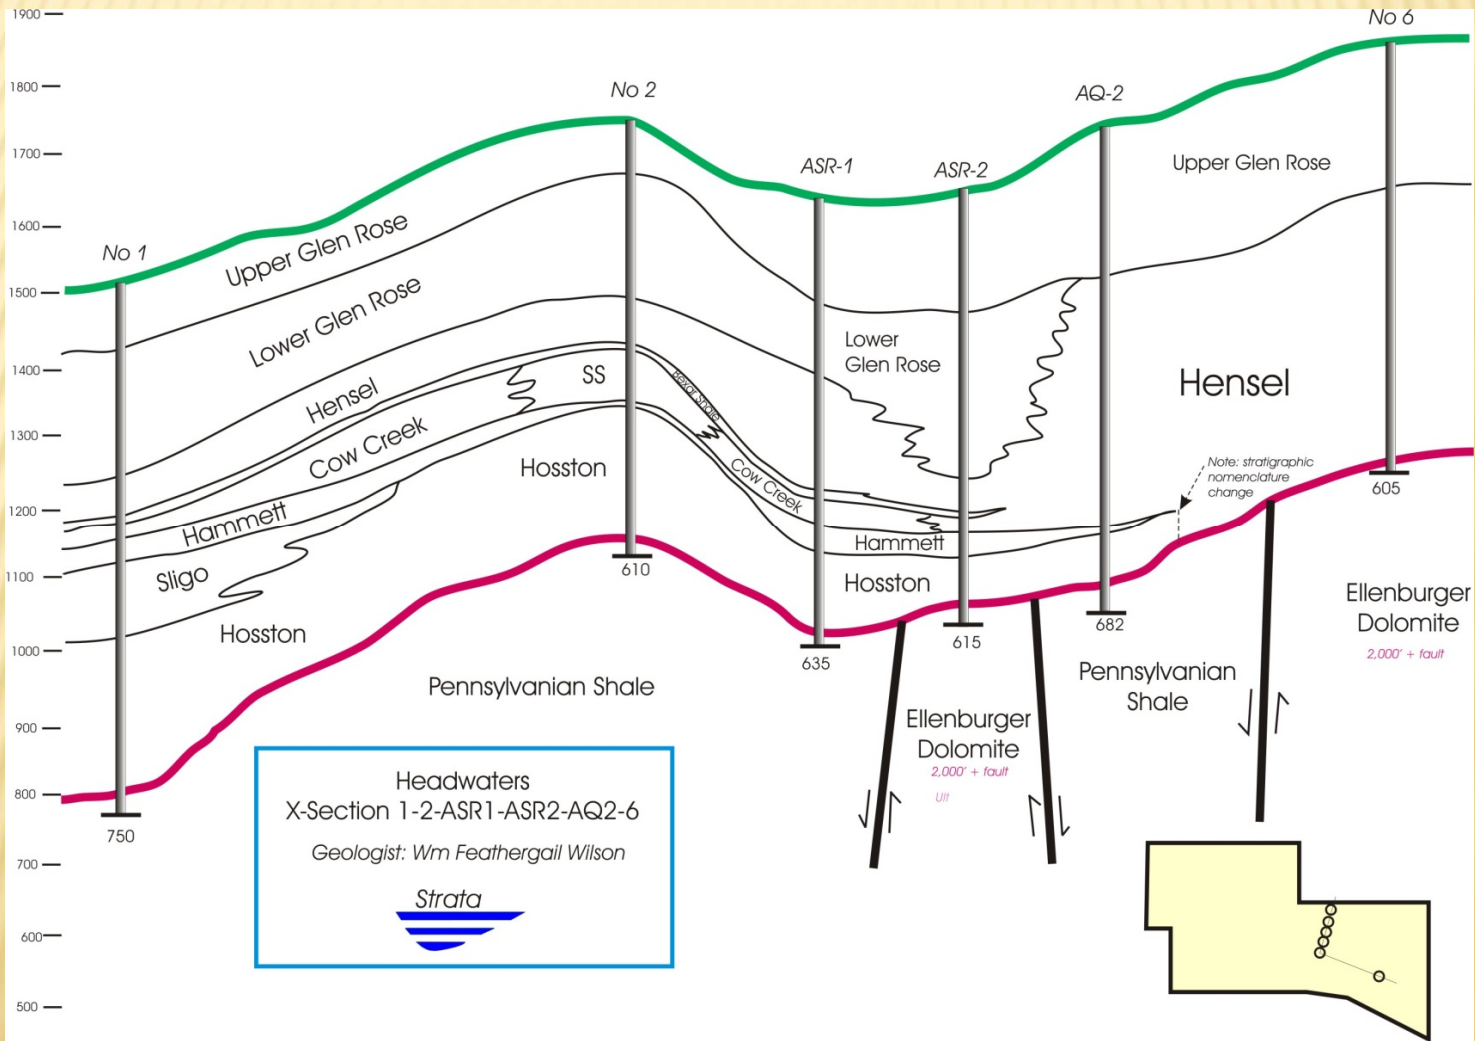 1900
1800
1700
1600
1500
1400
1300
1200
1100
1000
900
800
700
600
500
No 1
No 2
ASR-1
ASR-2
AQ-2
No 6
Upper Glen Rose
Lower Glen Rose
Hensel
Cow Creek
Hammett
Sligo
Hosston
SS
Hosston
Bexar Shale
Cow Creek
Lower
Glen Rose
Hammett
Hosston
Upper Glen Rose
Hensel
Note: stratigraphic
nomenclature
change
750
610
635
615
682
605
Pennsylvanian Shale
Ellenburger
Dolomite
2,000' + fault
Ult
Pennsylvanian
Shale
Ellenburger
Dolomite
2,000' + fault
Headwaters
X-Section 1-2-ASR1-ASR2-AQ2-6
Geologist: Wm Feathergail Wilson
Strata